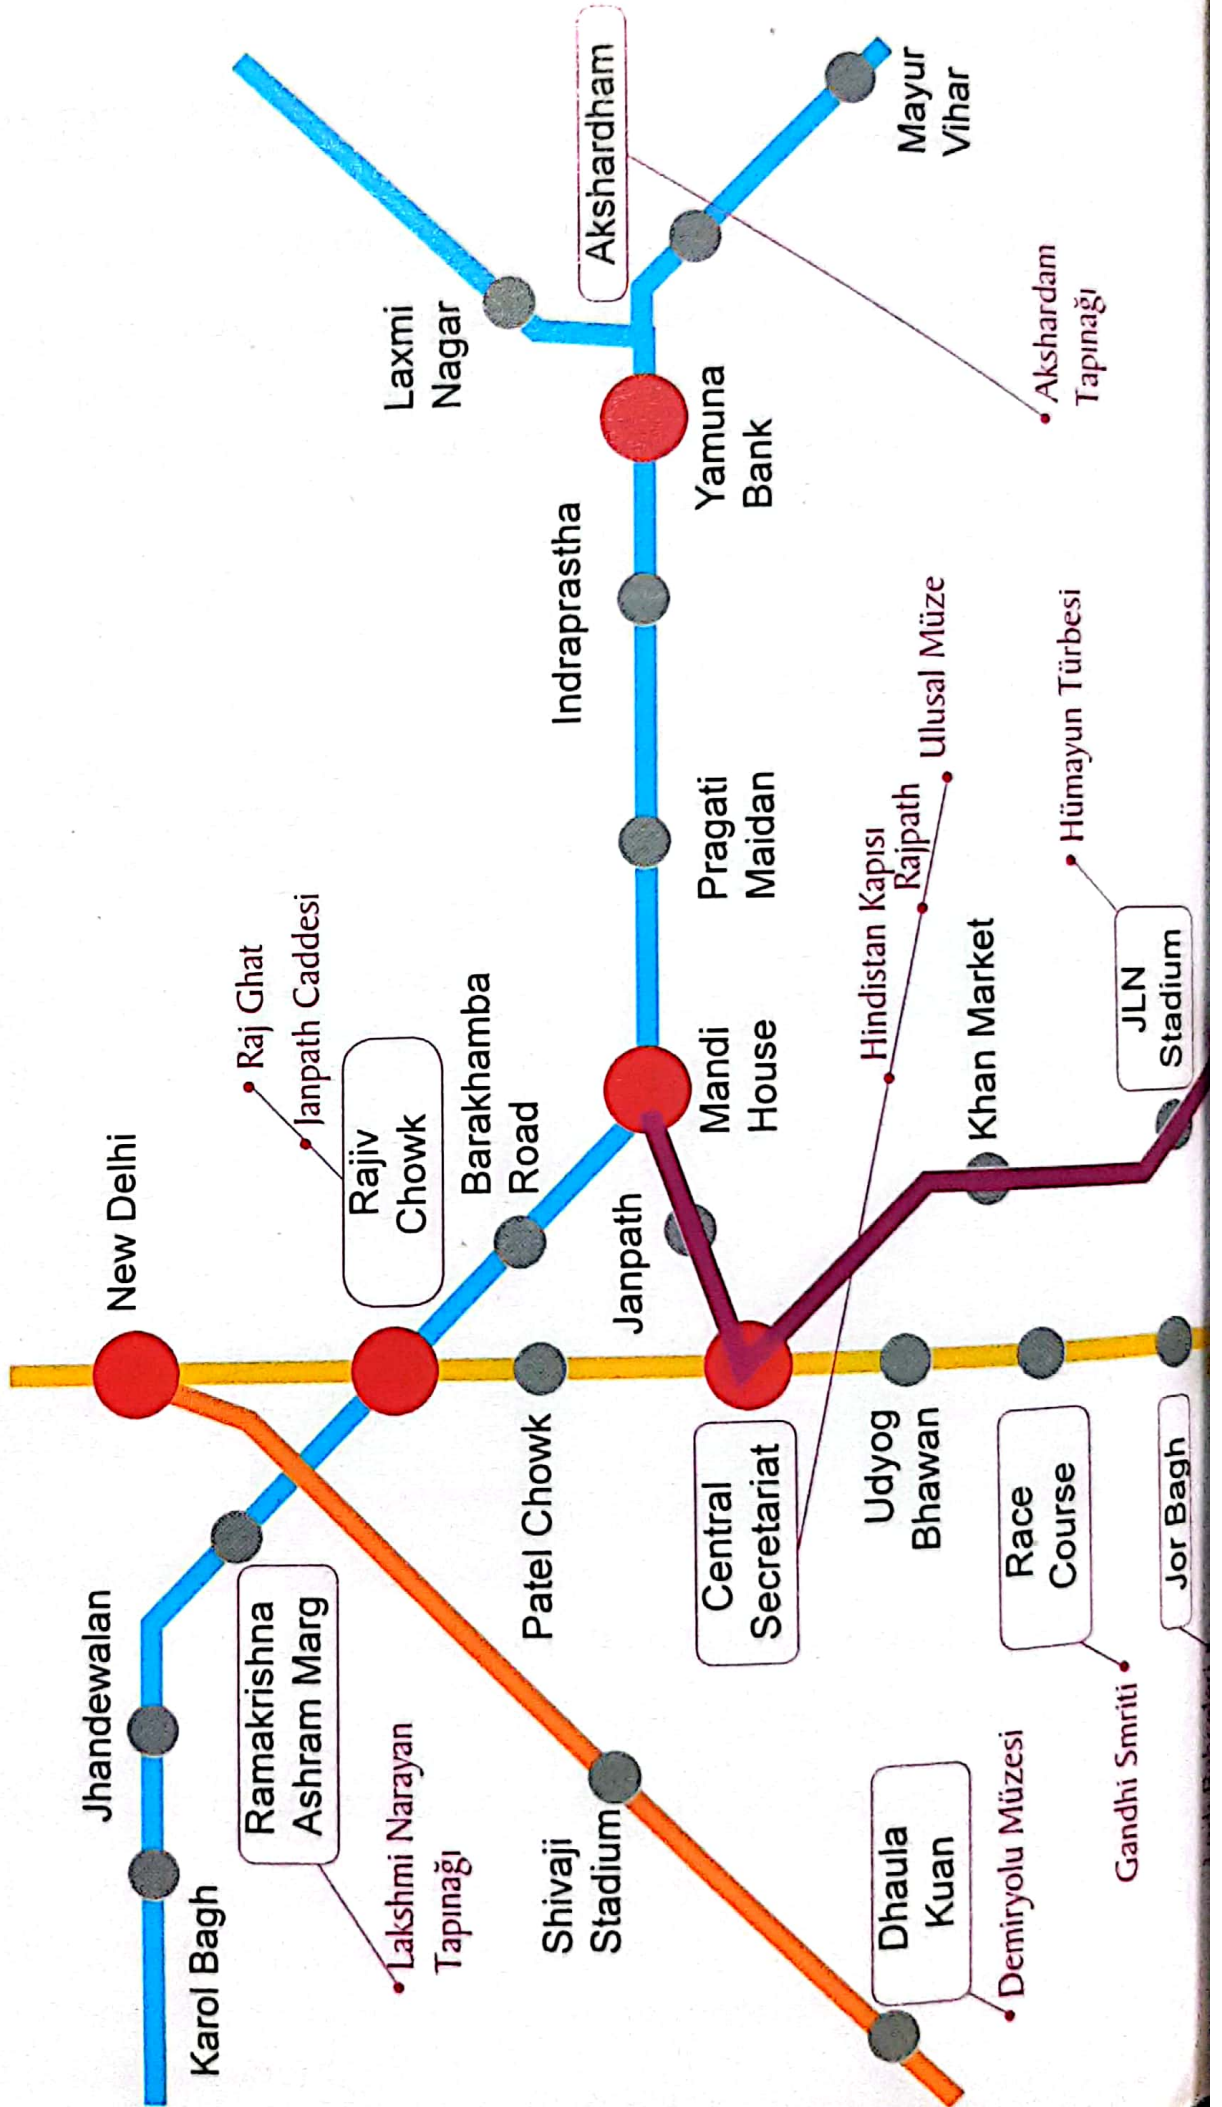 New Delhi
Raj Ghat
Janpath Caddesi
Rajiv
Chowk
Barakhamba
Road
Jhandewalan
Karol Bagh
Ramakrishna
Ashram Marg
Lakshmi Narayan
Tapınağı
Laxmi
Nagar
Akshardham
Mayur
Vihar
Indraprastha
Yamuna
Bank
Akshardam
Tapınağı
Pragati
Maidan
Mandi
House
Janpath
Patel Chowk
Shivaji
Stadium
Central
Secretariat
Hindistan Kapısı
Rajpath
Ulusal Müze
Khan Market
Hümayun Türbesi
JLN
Stadium
Udyog
Bhawan
Race
Course
Gandhi Smriti
Dhaula
Kuan
Demiryolu Müzesi
Jor Bagh